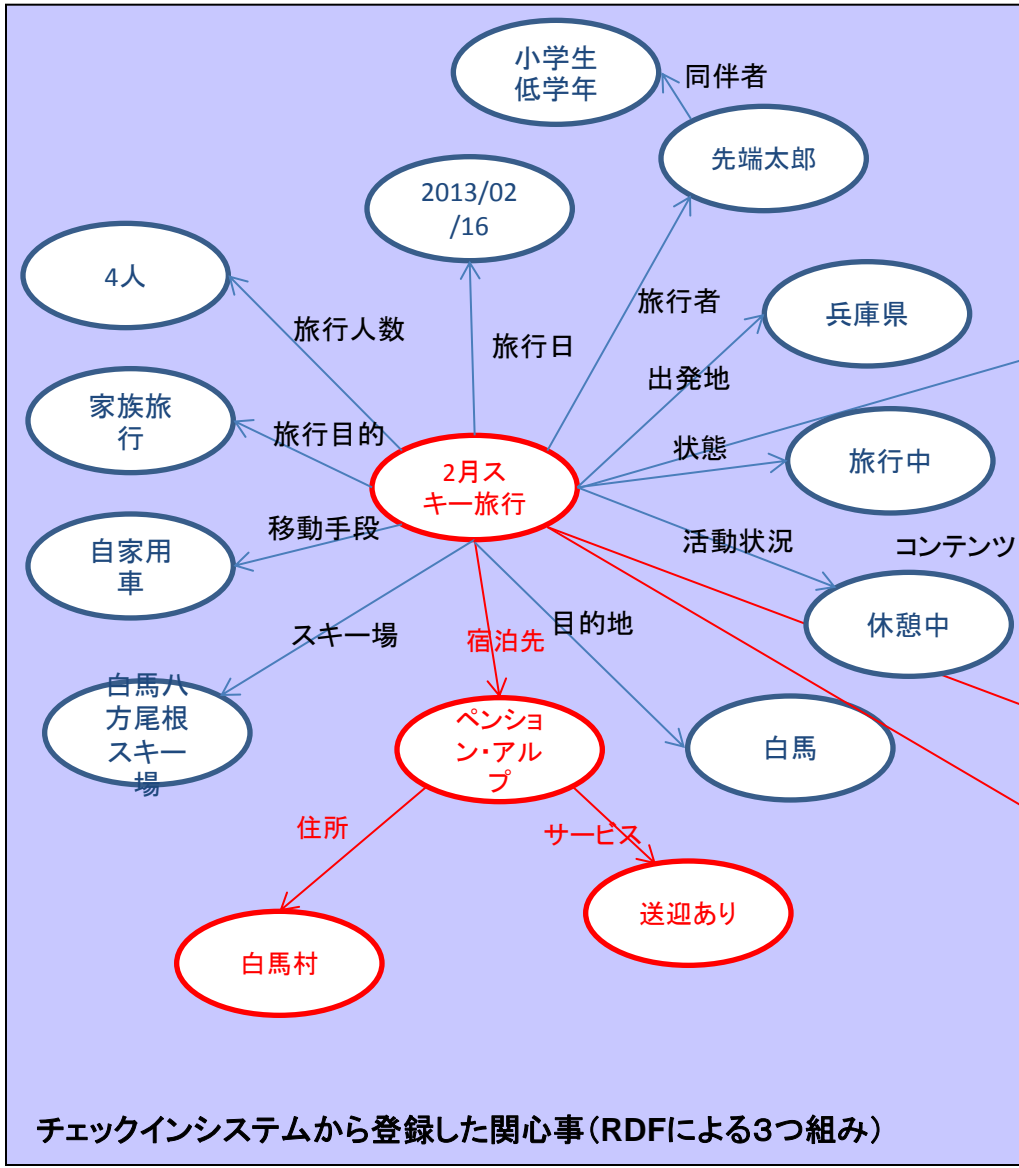 小学生
低学年
同伴者
先端太郎
2013/02
/16
4人
旅行者
兵庫県
旅行人数
旅行日
出発地
家族旅
行
旅行目的
状態
旅行中
2月ス
キー旅行
移動手段
活動状況
コンテンツ
自家用
車
スキー場
宿泊先
目的地
休憩中
白馬八
方尾根
スキー
場
ペンショ
ン・アル
プ
白馬
住所
サービス
送迎あり
白馬村
チェックインシステムから登録した関心事(RDFによる3つ組み)